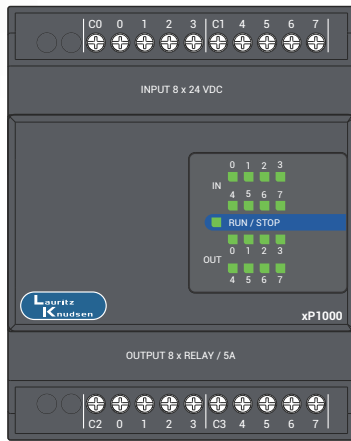 C0 0 1 2 3 C1 4 5 6 7
INPUT 8 x 24 VDC
0 1 2 3
IN
4 5 6 7
RUN / STOP
0 1 2 3
OUT
4 5 6 7
Lauritz
Knudsen
xP1000
OUTPUT 8 x RELAY / 5A
C2 0 1 2 3 C3 4 5 6 7